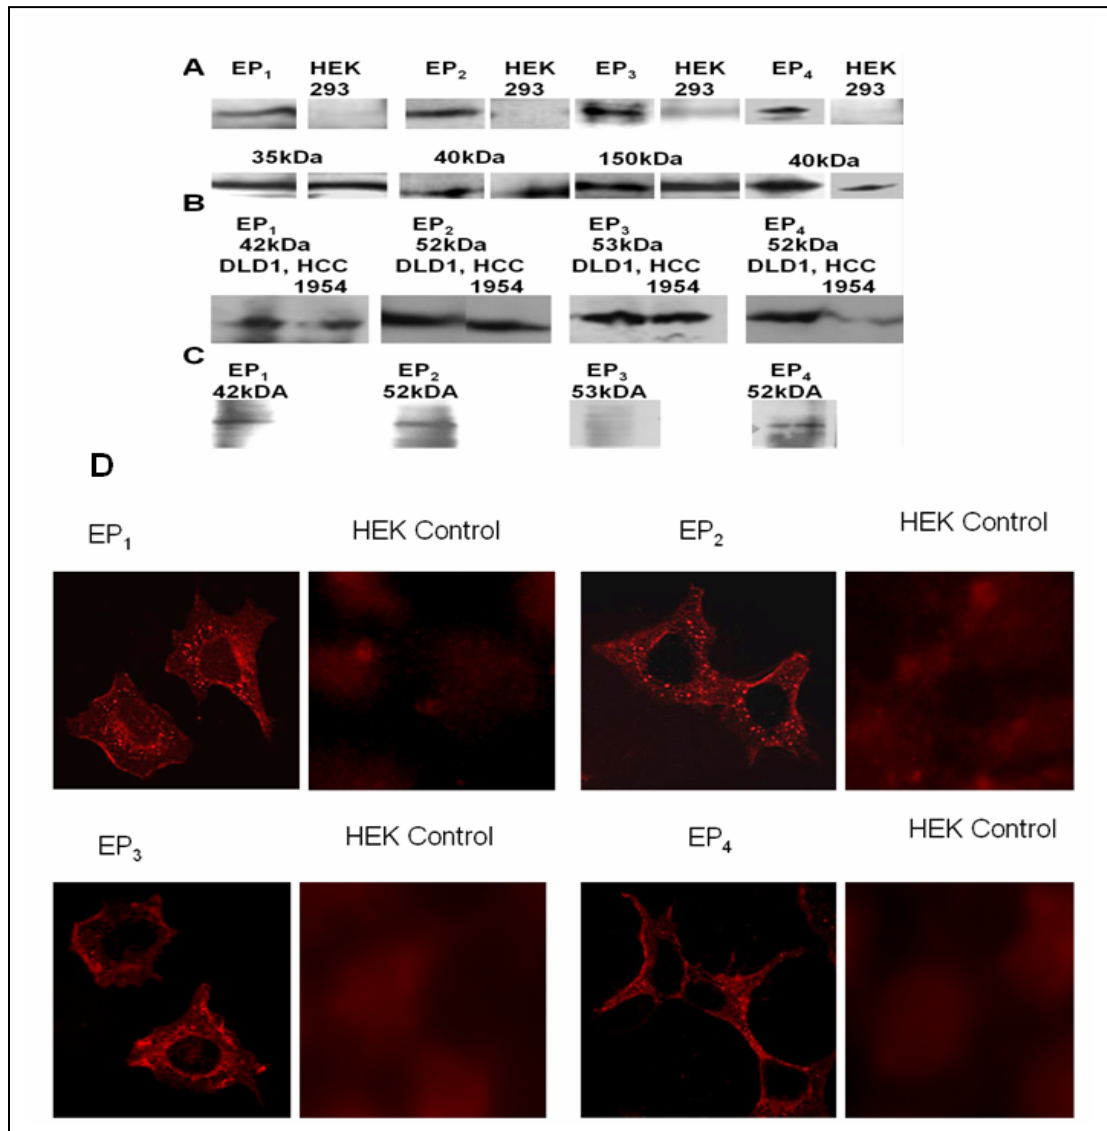 A EP₁ HEK 293 EP₂ HEK 293 EP₃ HEK 293 EP₄ HEK 293
35kDa 40kDa 150kDa 40kDa
B
EP₁ EP₂ EP₃ EP₄
42kDa 52kDa 53kDa 52kDa
DLD1, HCC DLD1, HCC DLD1, HCC DLD1, HCC
1954 1954 1954 1954
C
EP₁ EP₂ EP₃ EP₄
42kDA 52kDA 53kDA 52kDA
D
EP₁ HEK Control EP₂ HEK Control
EP₃ HEK Control EP₄ HEK Control